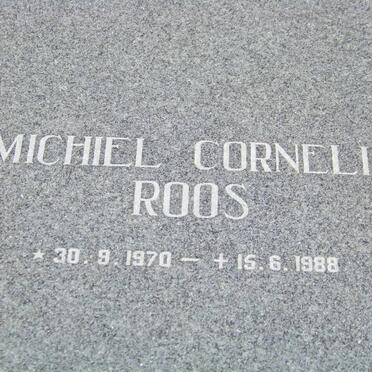 MICHIEL CORNELI
ROOS
* 30.9.1970 — + 15.6.1988